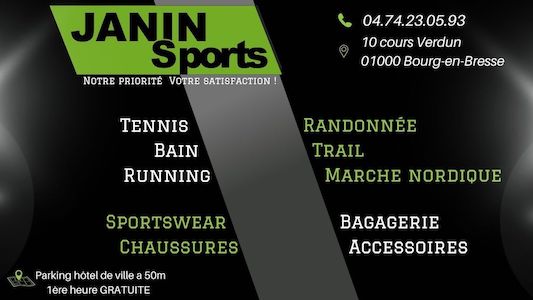 JANIN
Sports
Notre priorité Votre satisfaction !
04.74.23.05.93
10 cours Verdun
01000 Bourg-en-Bresse
Tennis
Bain
Running
Randonnée
Trail
Marche nordique
Sportswear
Chaussures
Bagagerie
Accessoires
Parking hôtel de ville a 50m
1ère heure GRATUITE